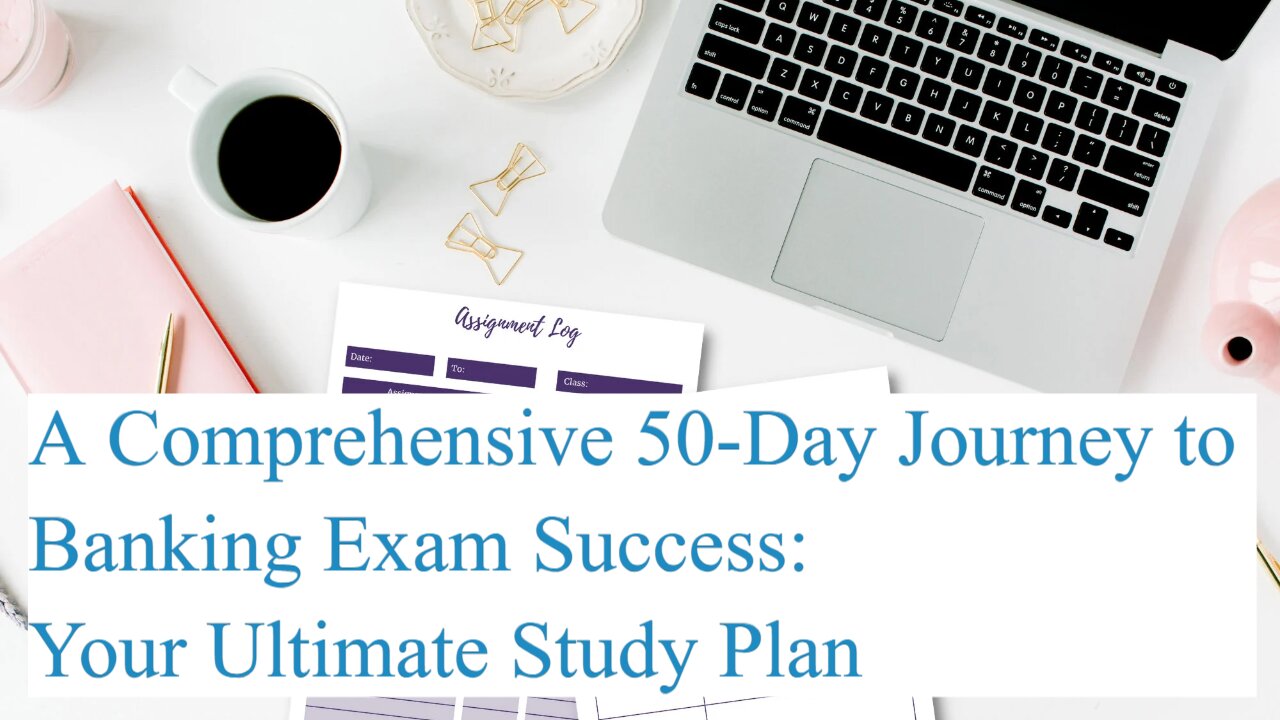 Assignment Log
Date:
To:
Class:
A Comprehensive 50-Day Journey to
Banking Exam Success:
Your Ultimate Study Plan